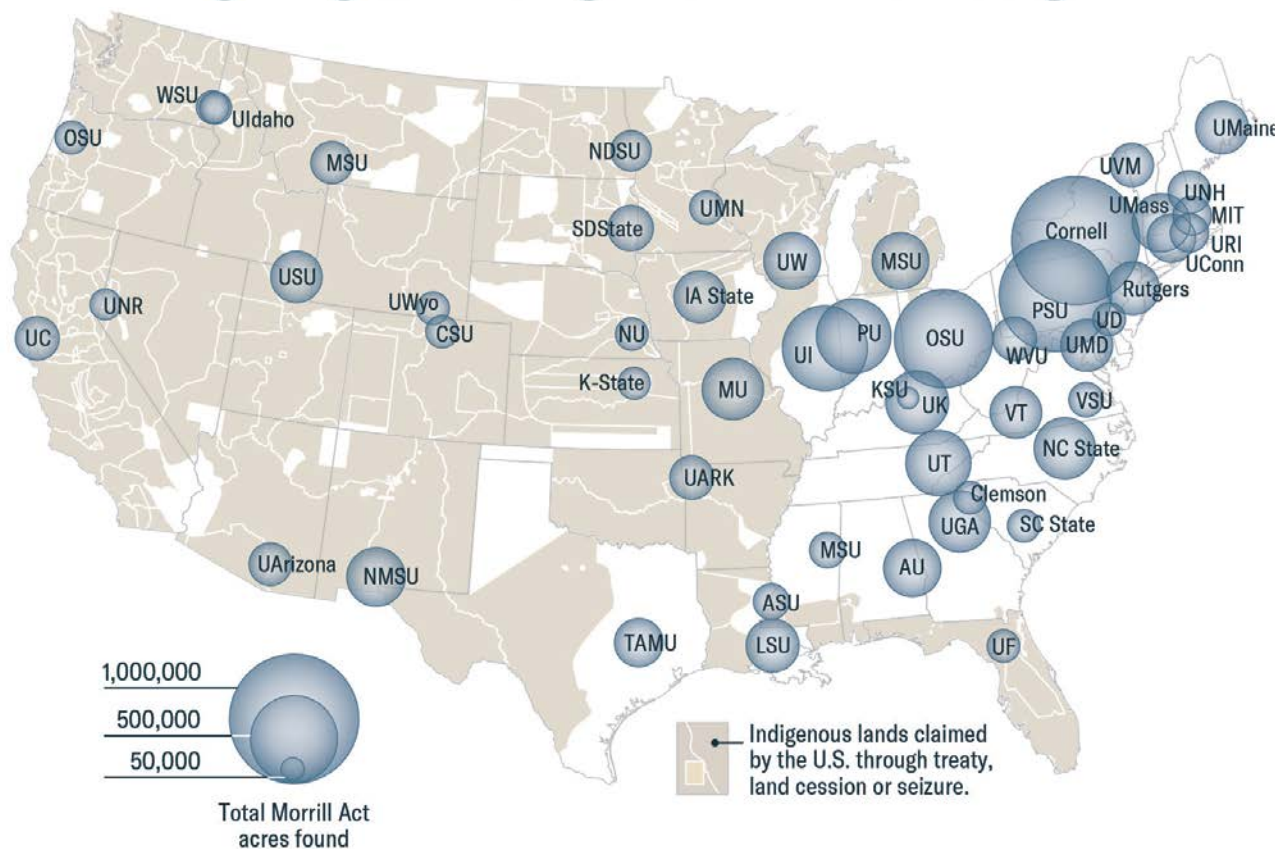 WSU
UIdaho
OSU
MSU
NDSU
UMN
SDState
USU
UWyo
CSU
UNR
UC
IA State
NU
K-State
UW
MSU
UI
PU
OSU
KSU
UK
MU
UARK
UT
Clemson
UGA
SC State
NC State
VT
VSU
WVU
UMD
UD
PSU
Rutgers
Cornell
UMass
UVM
UMaine
UNH
MIT
URI
UConn
UArizona
NMSU
TAMU
ASU
LSU
MSU
AU
UF
1,000,000
500,000
50,000
Total Morrill Act
acres found
Indigenous lands claimed
by the U.S. through treaty,
land cession or seizure.